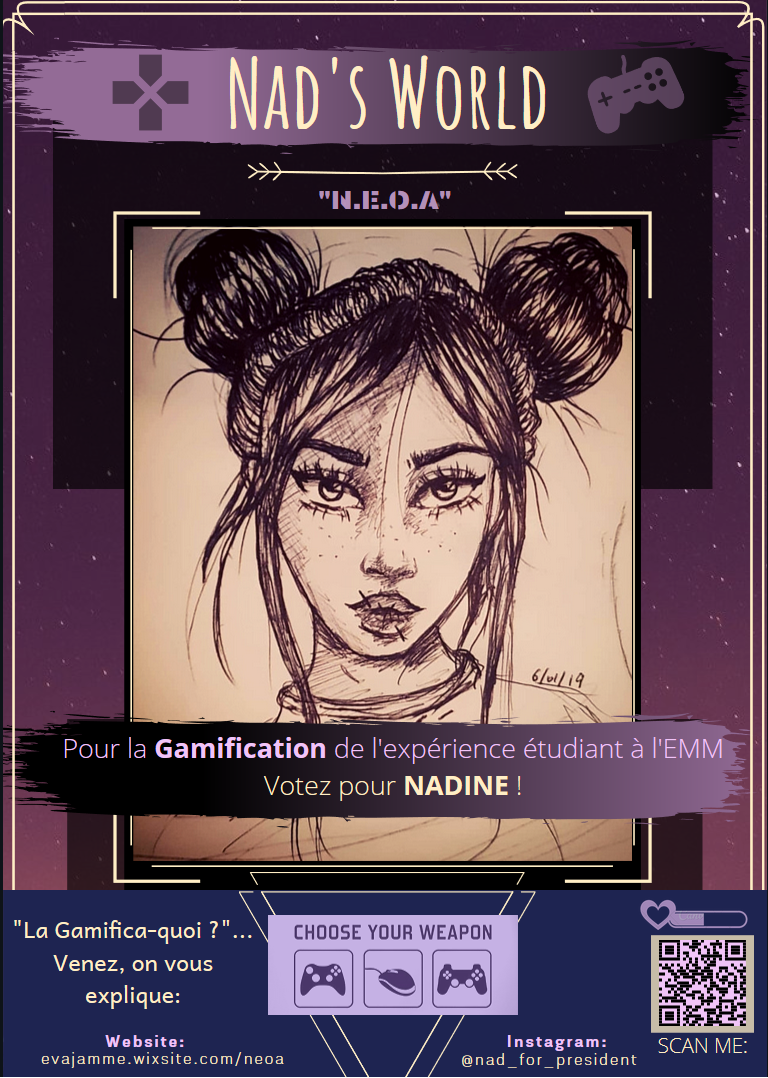 Nad's World
"N.E.O.A"
6/01/19
Pour la Gamification de l'expérience étudiant à l'EMM
Votez pour NADINE !
"La Gamifica-quoi ?"...
Venez, on vous
explique:
CHOOSE YOUR WEAPON
Website:
evajamme.wixsite.com/neoa
Instagram:
@nad_for_president
SCAN ME: